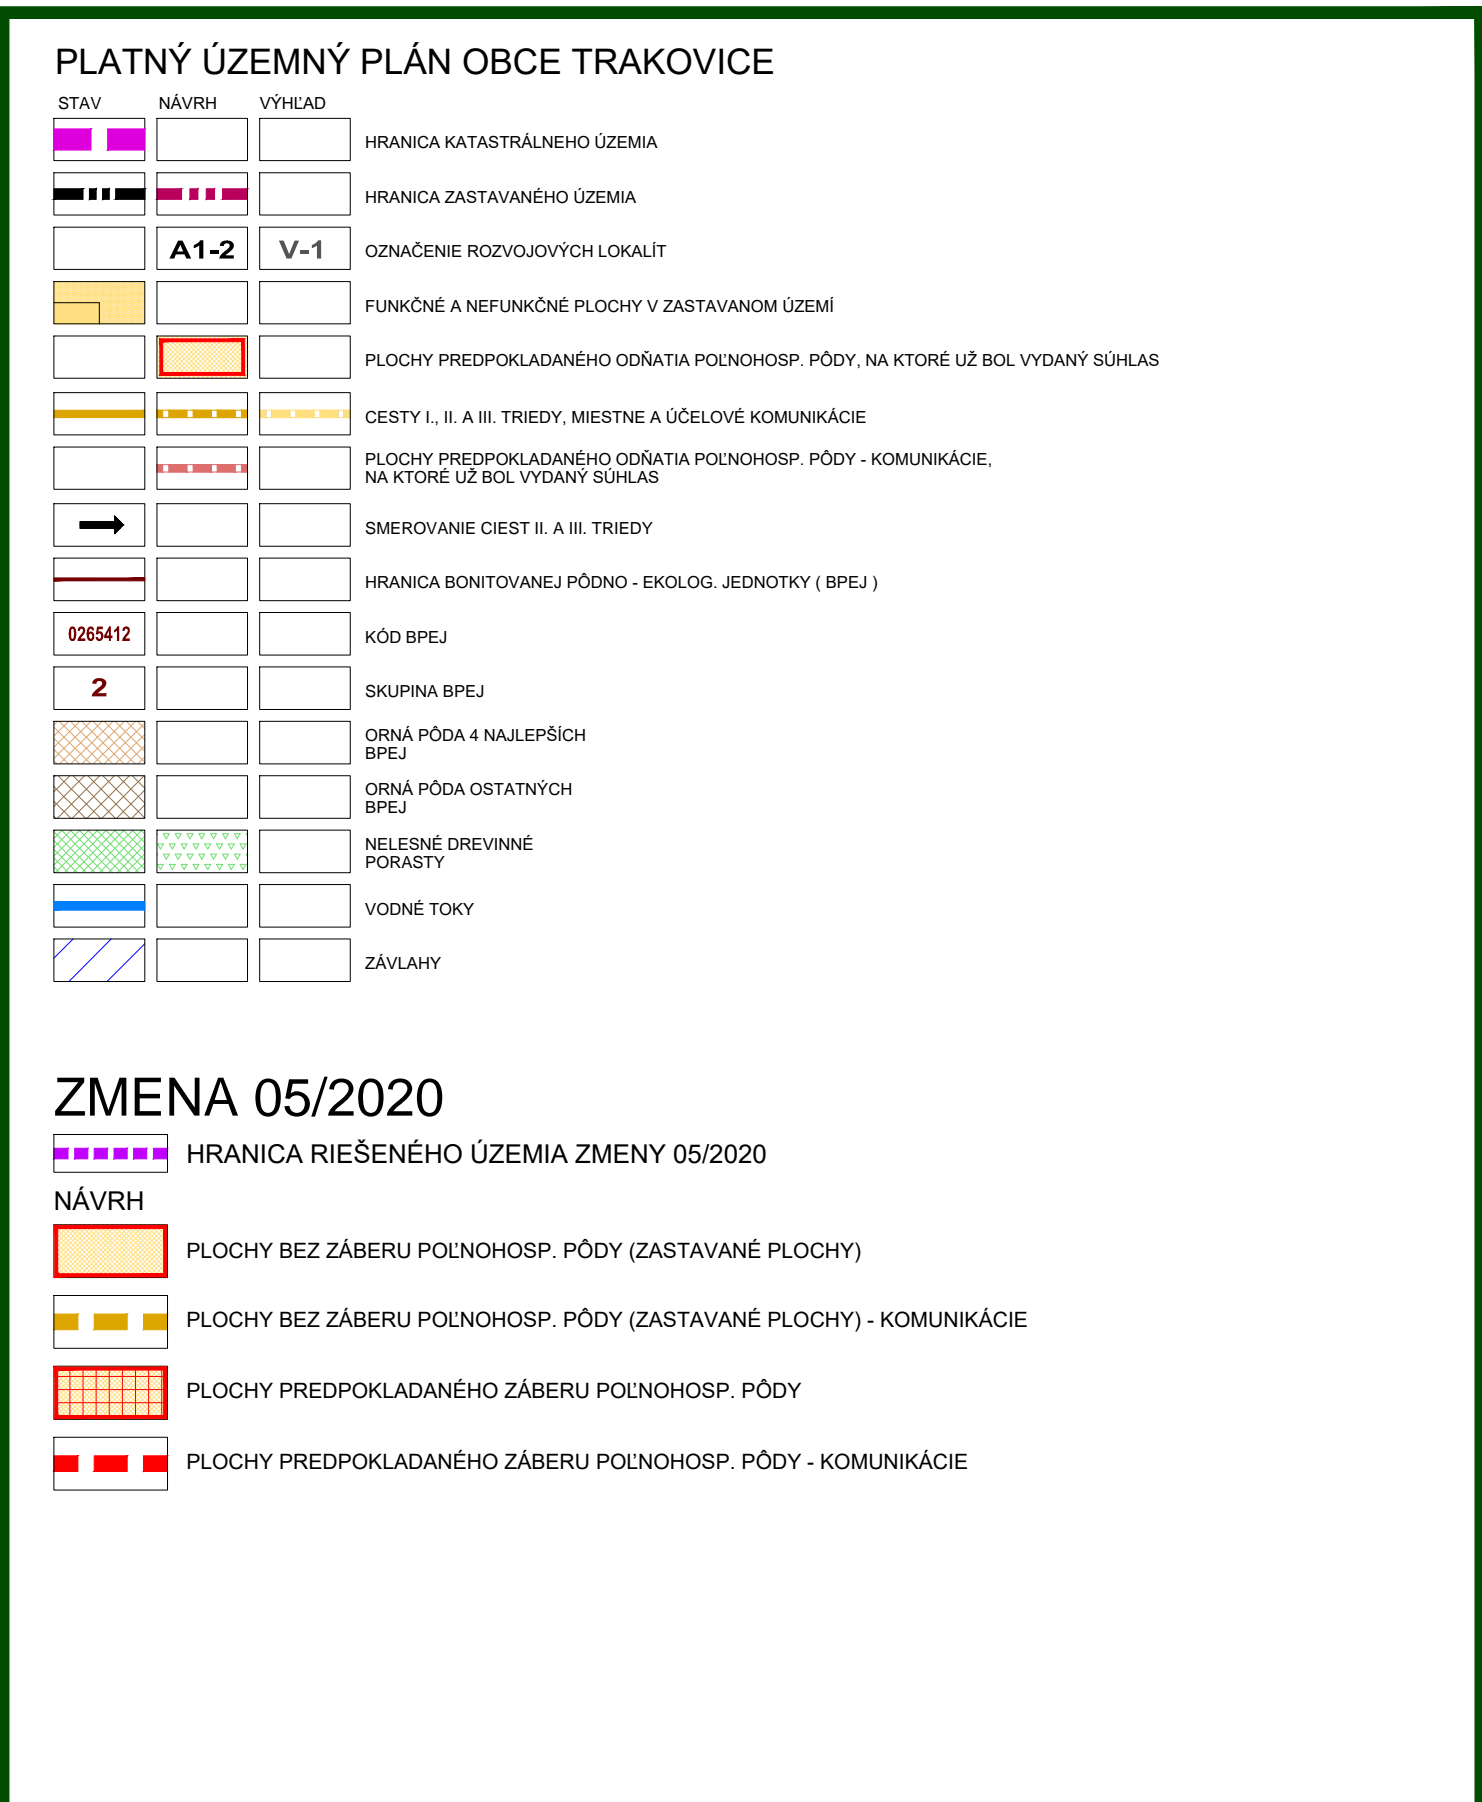 PLATNÝ ÚZEMNÝ PLÁN OBCE TRAKOVICE
STAV NÁVRH VÝHĽAD
HRANICA KATASTRÁLNEHO ÚZEMIA
HRANICA ZASTAVANÉHO ÚZEMIA
A1-2 V-1 OZNAČENIE ROZVOJOVÝCH LOKALÍT
FUNKČNÉ A NEFUNKČNÉ PLOCHY V ZASTAVANOM ÚZEMÍ
PLOCHY PREDPOKLADANÉHO ODŇATIA POĽNOHOSP. PÔDY, NA KTORÉ UŽ BOL VYDANÝ SÚHLAS
CESTY I., II. A III. TRIEDY, MIESTNE A ÚČELOVÉ KOMUNIKÁCIE
PLOCHY PREDPOKLADANÉHO ODŇATIA POĽNOHOSP. PÔDY - KOMUNIKÁCIE,
NA KTORÉ UŽ BOL VYDANÝ SÚHLAS
SMEROVANIE CIEST II. A III. TRIEDY
HRANICA BONITOVANEJ PÔDNO - EKOLOG. JEDNOTKY ( BPEJ )
0265412 KÓD BPEJ
2 SKUPINA BPEJ
ORNÁ PÔDA 4 NAJLEPŠÍCH
BPEJ
ORNÁ PÔDA OSTATNÝCH
BPEJ
NELESNÉ DREVINNÉ
PORASTY
VODNÉ TOKY
ZÁVLAHY
ZMENA 05/2020
HRANICA RIEŠENÉHO ÚZEMIA ZMENY 05/2020
NÁVRH
PLOCHY BEZ ZÁBERU POĽNOHOSP. PÔDY (ZASTAVANÉ PLOCHY)
PLOCHY BEZ ZÁBERU POĽNOHOSP. PÔDY (ZASTAVANÉ PLOCHY) - KOMUNIKÁCIE
PLOCHY PREDPOKLADANÉHO ZÁBERU POĽNOHOSP. PÔDY
PLOCHY PREDPOKLADANÉHO ZÁBERU POĽNOHOSP. PÔDY - KOMUNIKÁCIE